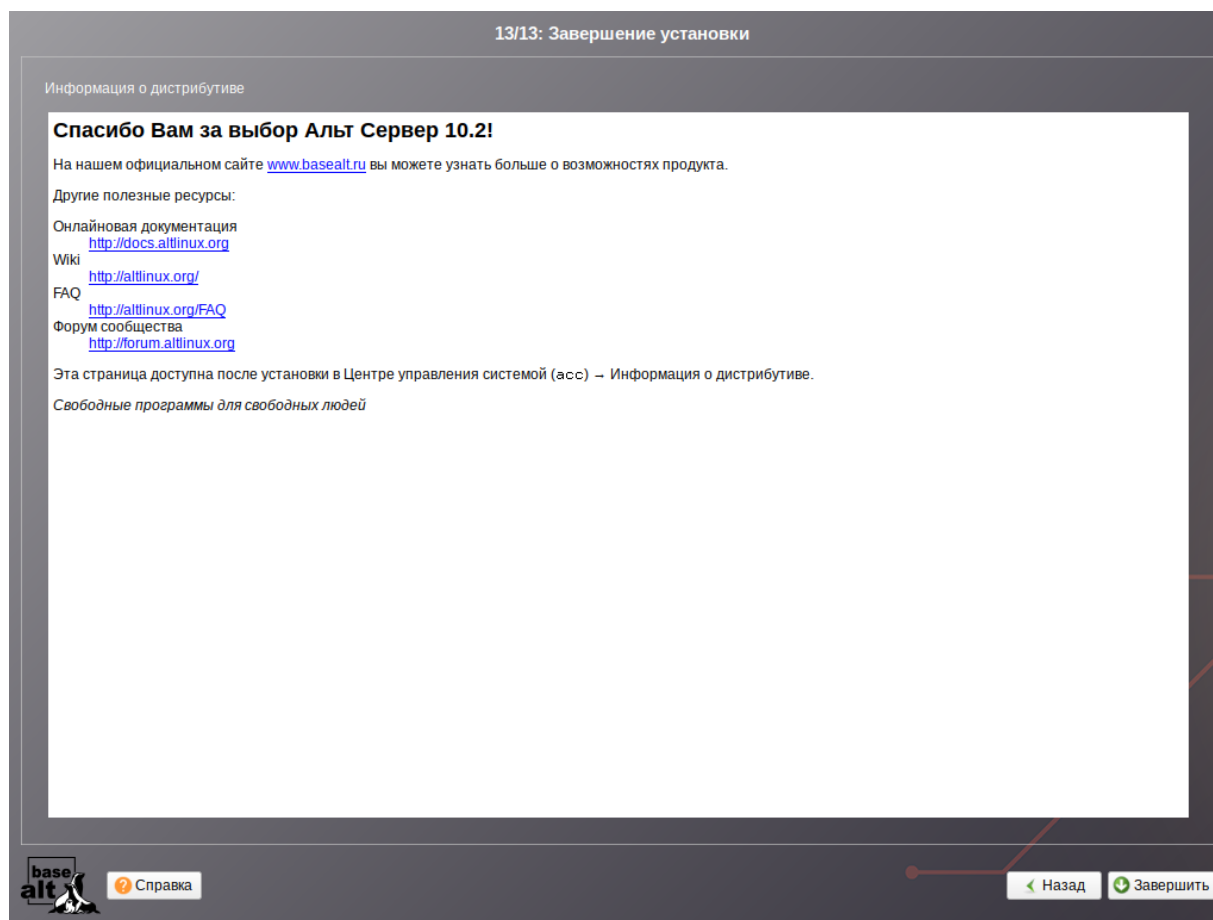 13/13: Завершение установки
Информация о дистрибутиве
Спасибо Вам за выбор Альт Сервер 10.2!
На нашем официальном сайте www.basealt.ru вы можете узнать больше о возможностях продукта.
Другие полезные ресурсы:
Онлайновая документация
http://docs.altlinux.org
Wiki
http://altlinux.org/
FAQ
http://altlinux.org/FAQ
Форум сообщества
http://forum.altlinux.org
Эта страница доступна после установки в Центре управления системой (acc) → Информация о дистрибутиве.
Свободные программы для свободных людей
base
alt
Справка
Назад
Завершить